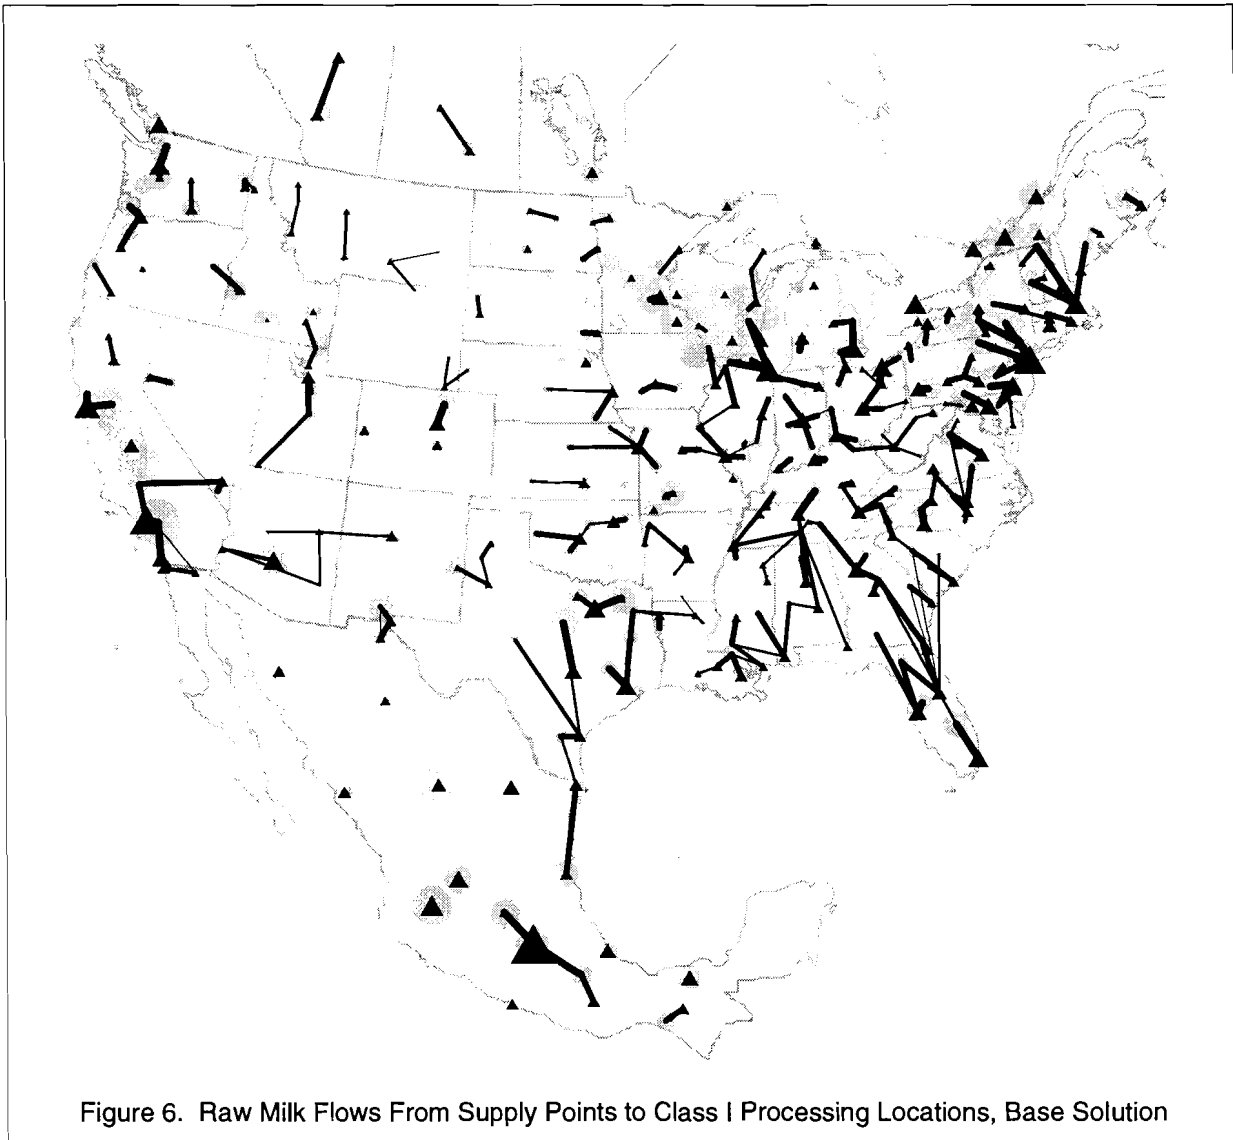 Figure 6. Raw Milk Flows From Supply Points to Class I Processing Locations, Base Solution